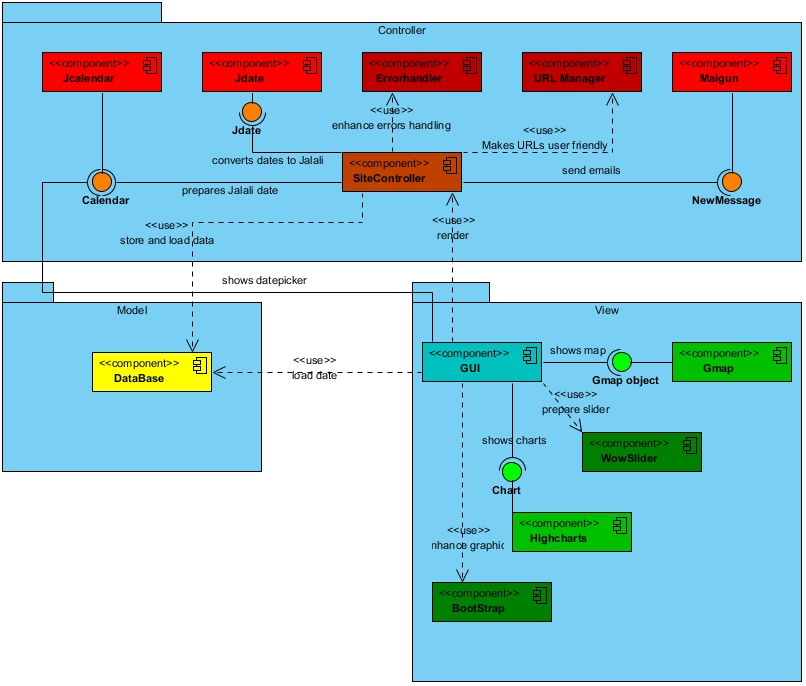 Controller
<<component>>
Jcalendar
<<component>>
Jdate
<<component>>
Errorhandler
<<component>>
URL Manager
<<component>>
Maigun
<<use>>
enhance errors handling
Jdate
<<use>>
Makes URLs user friendly
converts dates to Jalali
<<component>>
SiteController
send emails
prepares Jalali date
Calendar
NewMessage
<<use>>
store and load data
<<use>>
render
shows datepicker
Model
View
<<component>>
DataBase
<<use>>
load date
<<component>>
GUI
shows map
Gmap object
<<component>>
Gmap
<<use>>
prepare slider
shows charts
<<component>>
WowSlider
Chart
<<use>>
nhance graphic
<<component>>
Highcharts
<<component>>
BootStrap